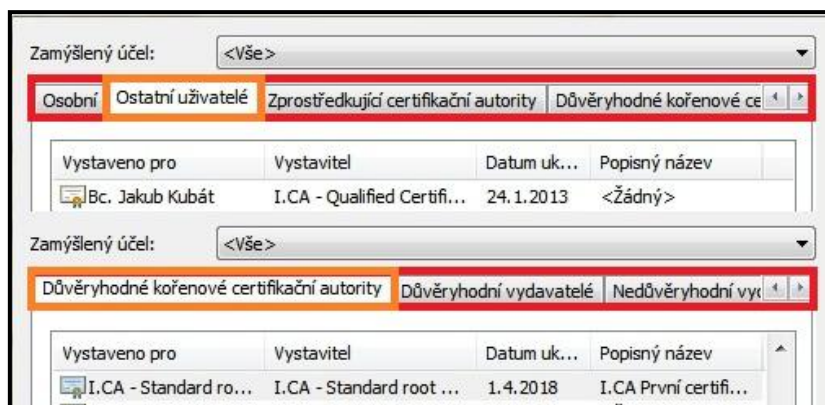 Zamýšlený účel: <Vše>
Osobní Ostatní uživatelé Zprostředkující certifikační autority Důvěryhodné kořenové ce
Vystaveno pro Vystavitel Datum uk... Popisný název
Bc. Jakub Kubát I.CA - Qualified Certifi... 24.1.2013 <Žádný>
Zamýšlený účel: <Vše>
Důvěryhodné kořenové certifikační autority Důvěryhodní vydavatelé Nedůvěryhodní vyd
Vystaveno pro Vystavitel Datum uk... Popisný název
I.CA - Standard ro... I.CA - Standard root ... 1.4.2018 I.CA První certifi...